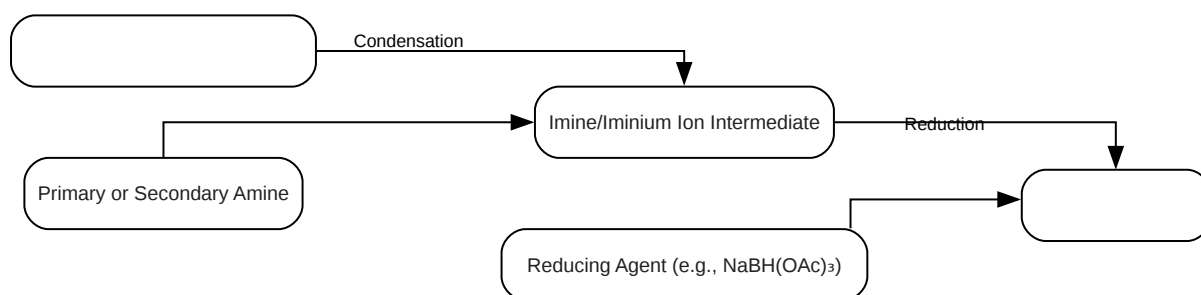 Condensation
Imine/Iminium Ion Intermediate
Reduction
Primary or Secondary Amine
Reducing Agent (e.g., NaBH(OAc)₃)